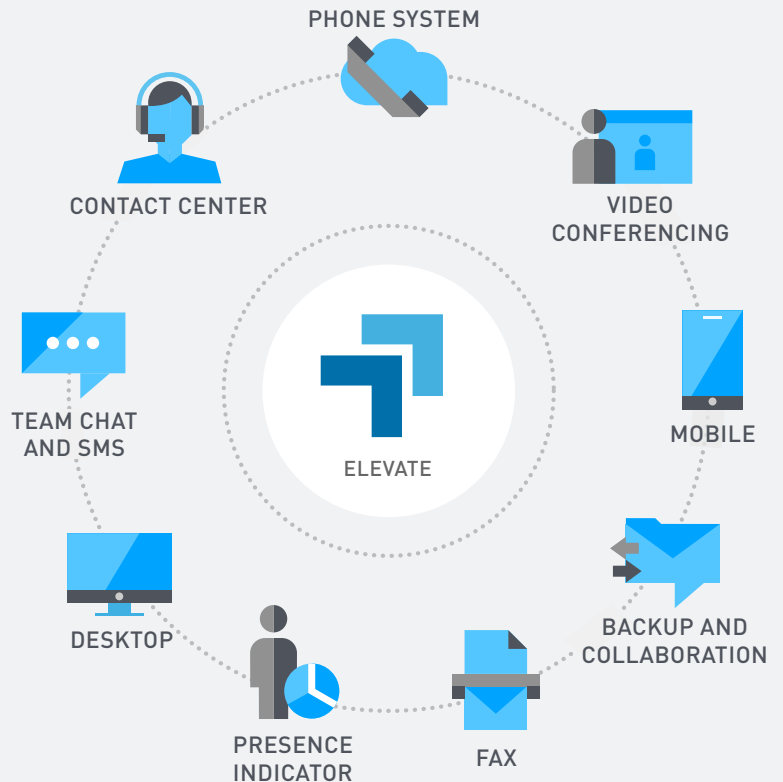 PHONE SYSTEM
CONTACT CENTER
VIDEO
CONFERENCING
TEAM CHAT
AND SMS
MOBILE
ELEVATE
DESKTOP
BACKUP AND
COLLABORATION
PRESENCE
INDICATOR
FAX